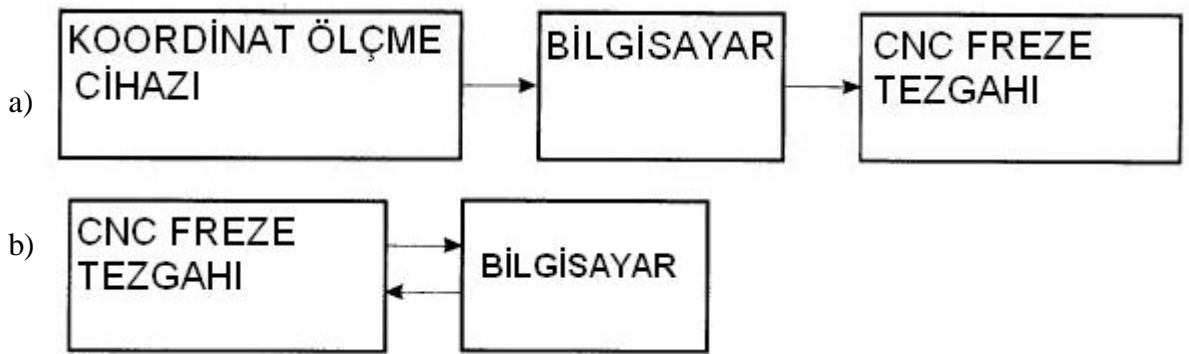 a)
KOORDİNAT ÖLÇME
CİHAZI
BİLGİSAYAR
CNC FREZE
TEZGAHI
b)
CNC FREZE
TEZGAHI
BİLGİSAYAR